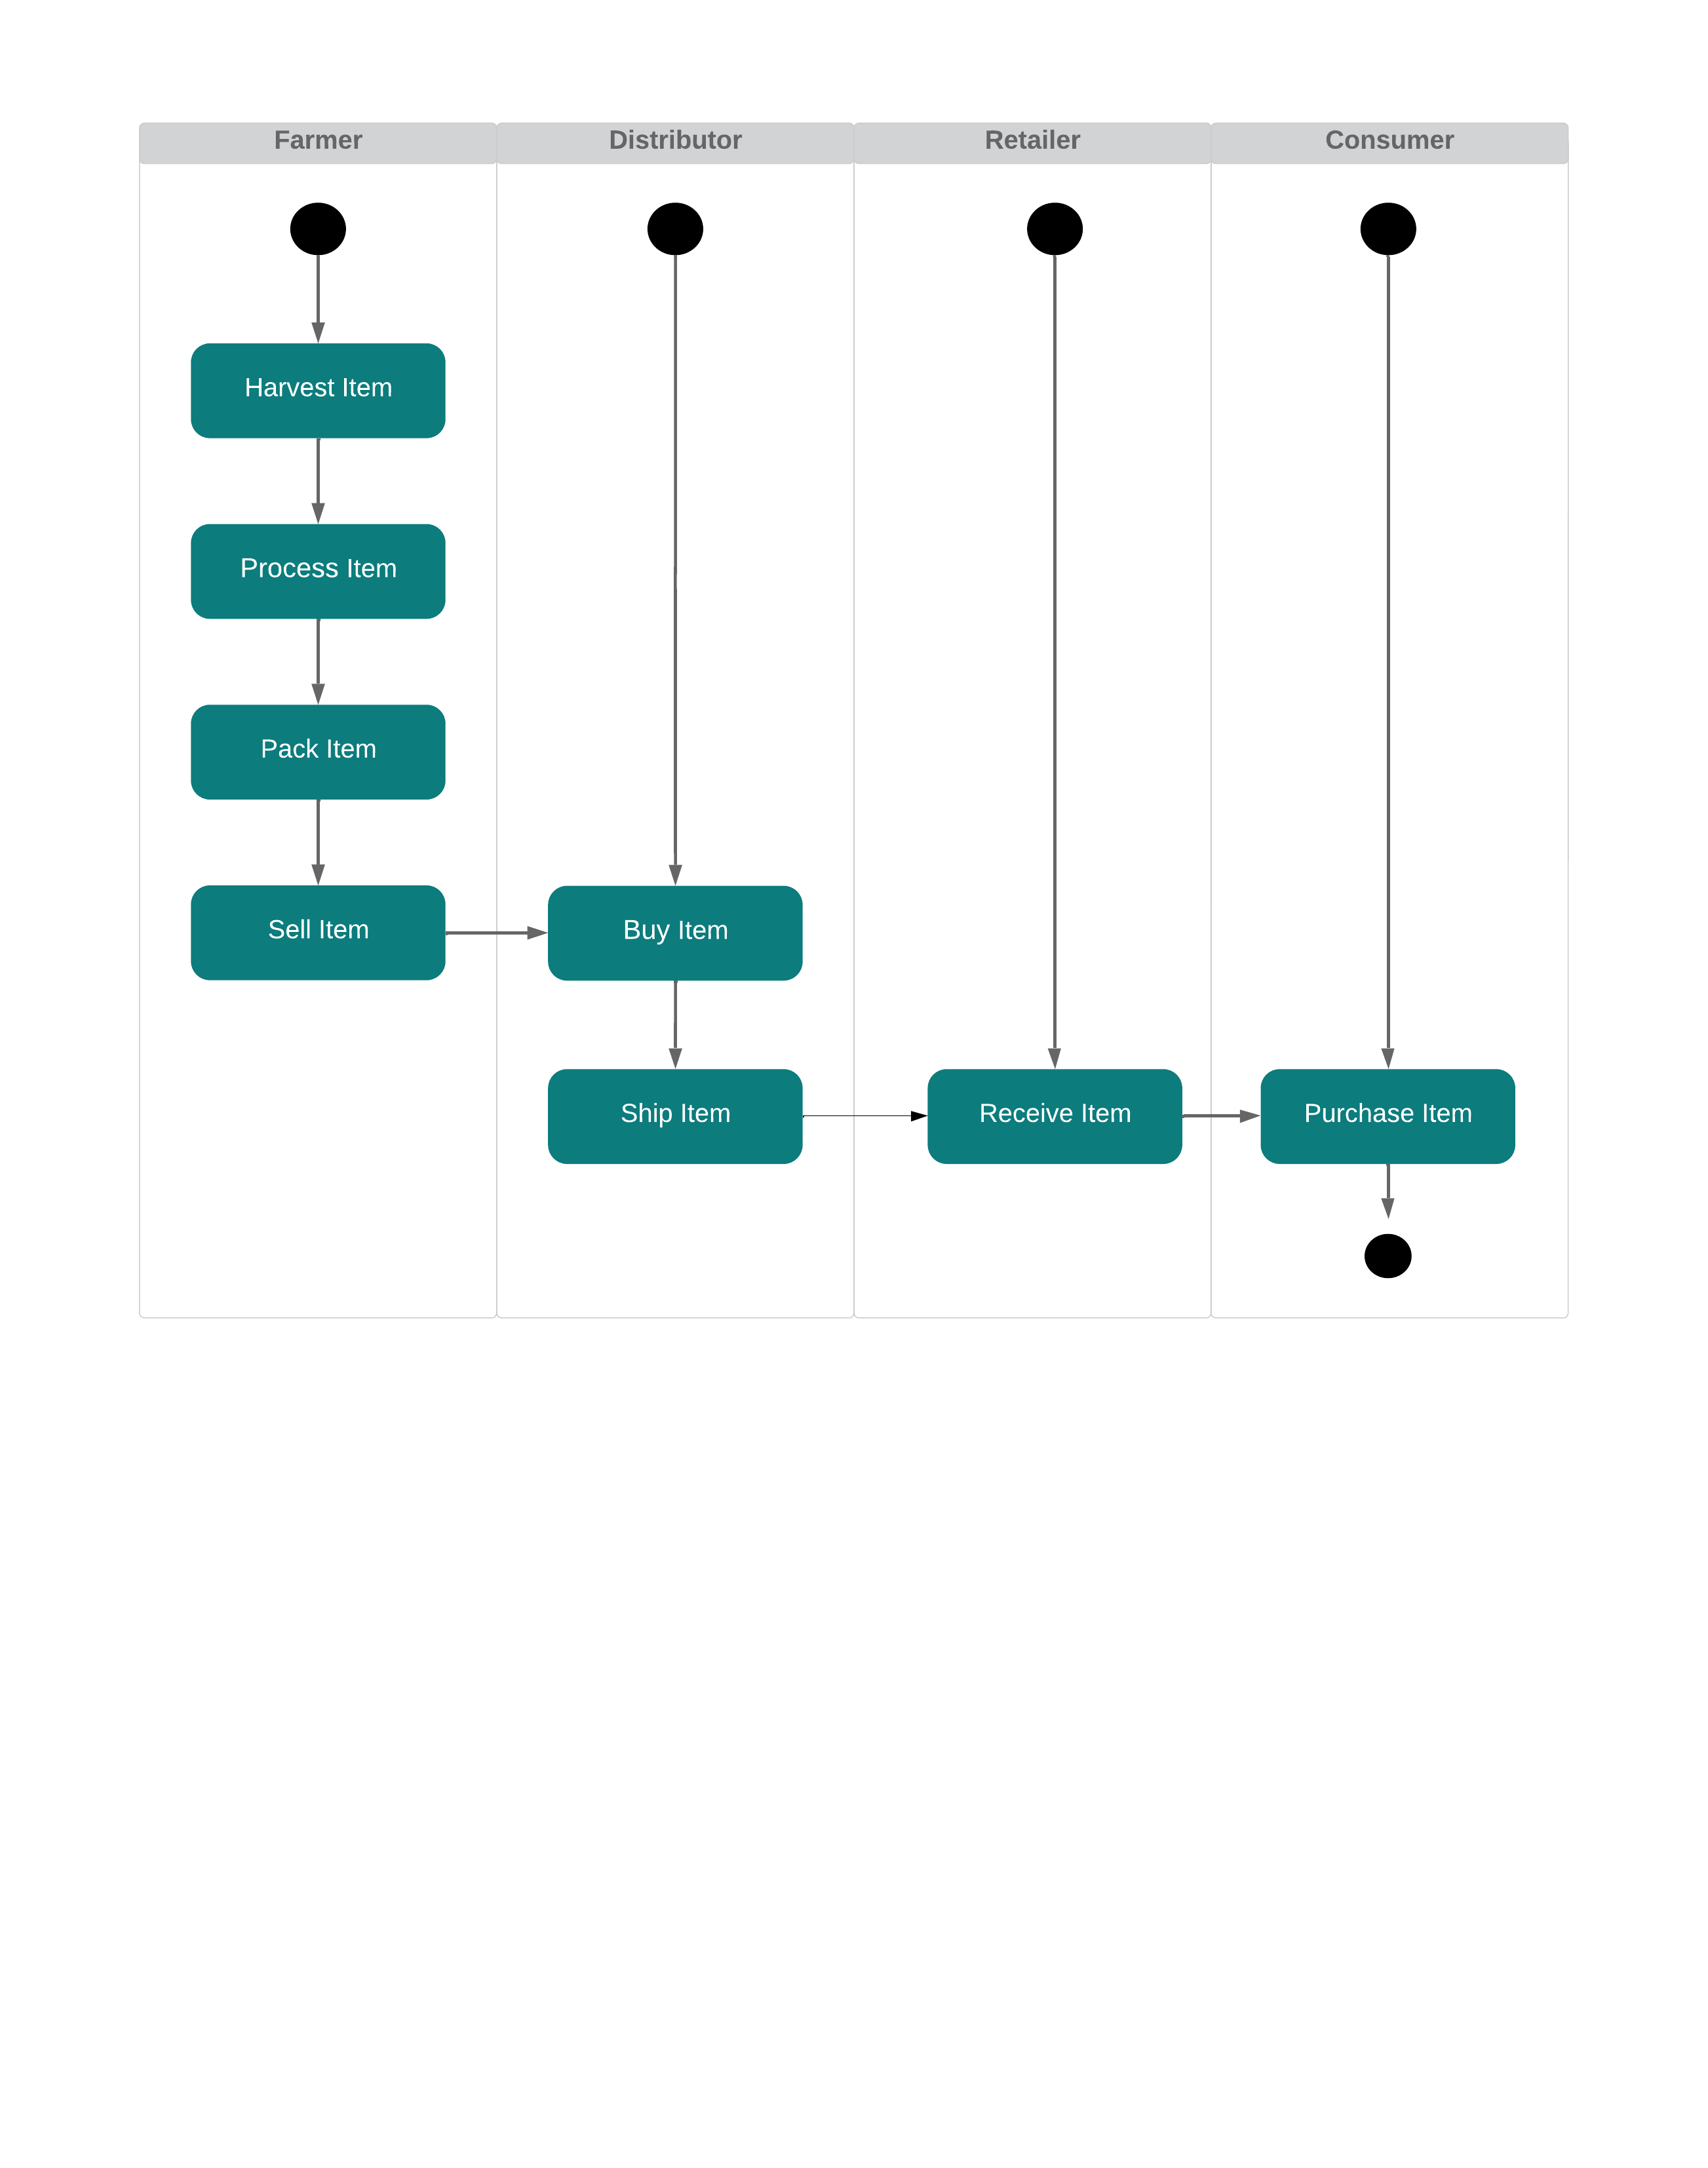 Farmer
Distributor
Retailer
Consumer
Harvest Item
Process Item
Pack Item
Sell Item
Buy Item
Ship Item
Receive Item
Purchase Item